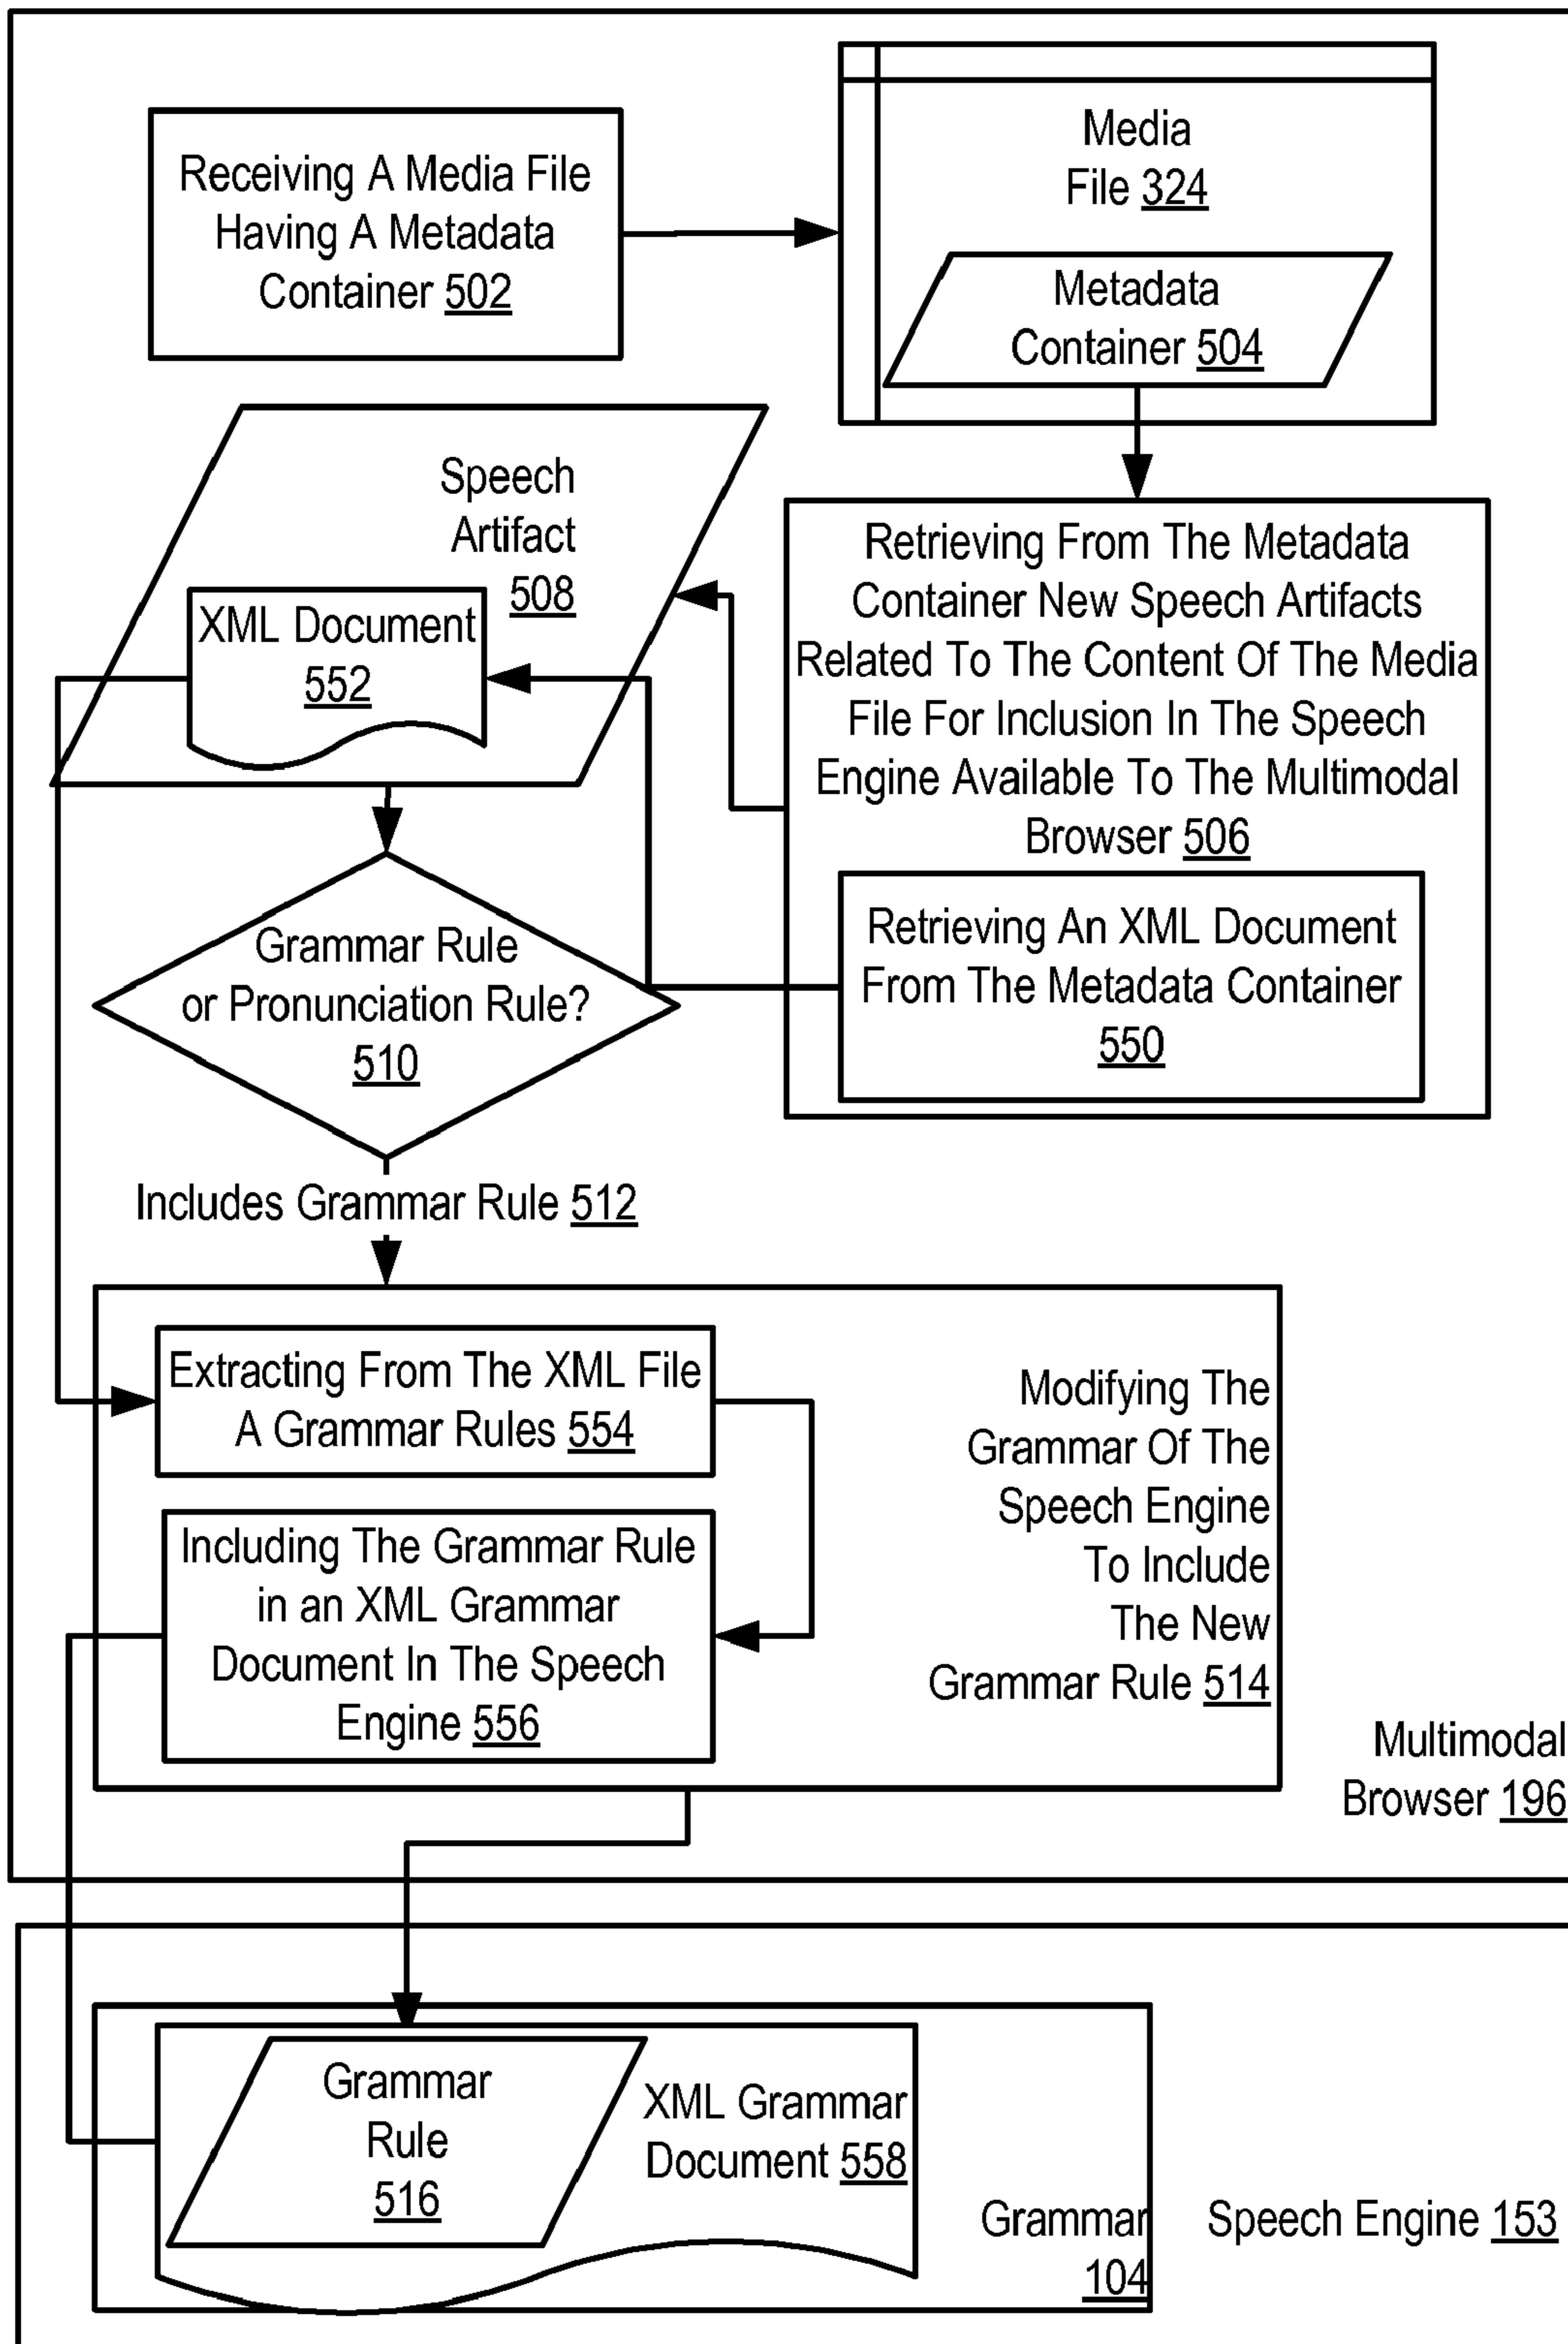 Receiving A Media File
Having A Metadata
Container 502
Media
File 324
Metadata
Container 504
Speech
Artifact
508
XML Document
552
Retrieving From The Metadata
Container New Speech Artifacts
Related To The Content Of The Media
File For Inclusion In The Speech
Engine Available To The Multimodal
Browser 506
Retrieving An XML Document
From The Metadata Container
550
Grammar Rule
or Pronunciation Rule?
510
Includes Grammar Rule 512
Extracting From The XML File
A Grammar Rules 554
Including The Grammar Rule
in an XML Grammar
Document In The Speech
Engine 556
Modifying The
Grammar Of The
Speech Engine
To Include
The New
Grammar Rule 514
Multimodal
Browser 196
Grammar
Rule
516
XML Grammar
Document 558
Grammar
104
Speech Engine 153